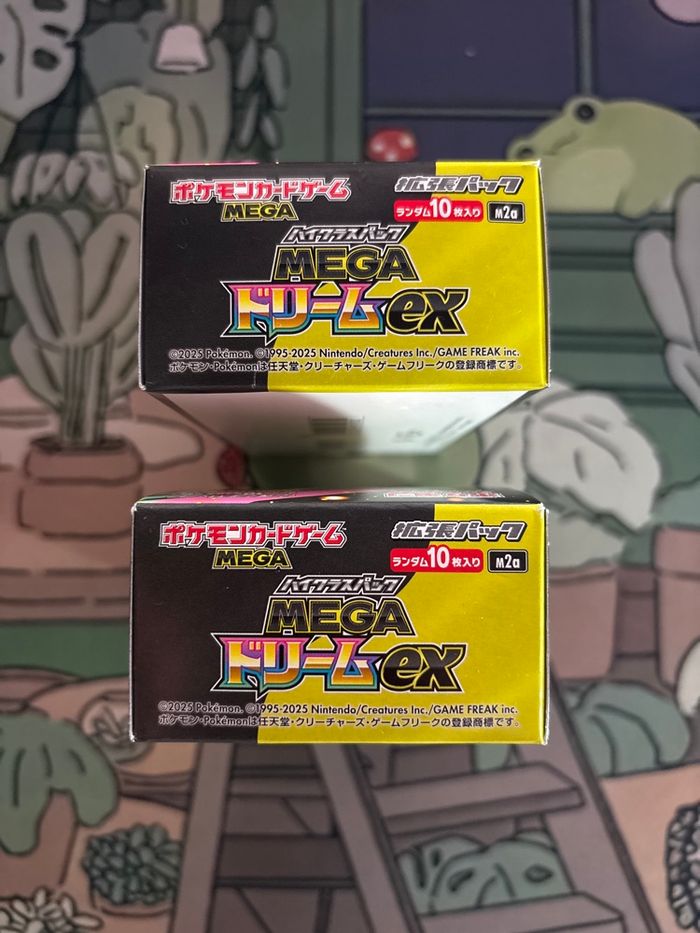 ポケモンカードゲーム
MEGA
拡張パック
ランダム10枚入り
M2a
ハイクラスパック
MEGA
ドリームex
©2025 Pokémon. ©1995-2025 Nintendo/Creatures Inc./GAME FREAK inc.
ポケモン・Pokémonは任天堂・クリーチャーズ・ゲームフリークの登録商標です。
ポケモンカードゲーム
MEGA
拡張パック
ランダム10枚入り
M2a
ハイクラスパック
MEGA
ドリームex
©2025 Pokémon. ©1995-2025 Nintendo/Creatures Inc./GAME FREAK inc.
ポケモン・Pokémonは任天堂・クリーチャーズ・ゲームフリークの登録商標です。